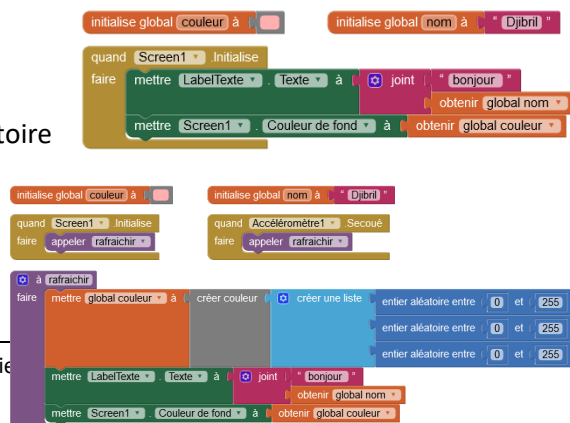 initialise global couleur à
initialise global nom à " Djibril "
quand Screen1 .Initialise
faire mettre LabelTexte . Texte à joint " bonjour "
obtenir global nom
mettre Screen1 . Couleur de fond à obtenir global couleur
toire
initialise global couleur à
initialise global nom à " Djibril "
quand Screen1 .Initialise
faire appeler rafraichir
quand Accéléromètre1 .Secoué
faire appeler rafraichir
à rafraichir
faire mettre global couleur à créer couleur créer une liste entier aléatoire entre 0 et 255
entier aléatoire entre 0 et 255
entier aléatoire entre 0 et 255
ie
mettre LabelTexte . Texte à joint " bonjour "
obtenir global nom
mettre Screen1 . Couleur de fond à obtenir global couleur